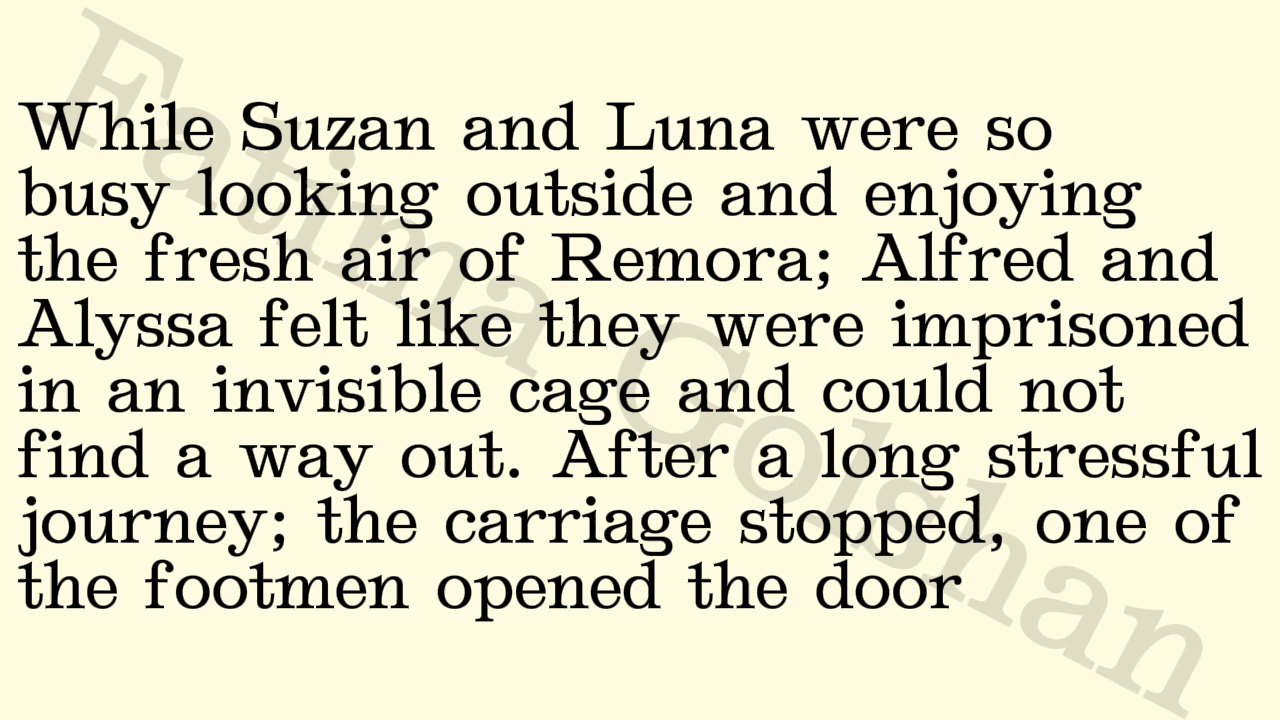 While Suzan and Luna were so
busy looking outside and enjoying
the fresh air of Remora; Alfred and
Alyssa felt like they were imprisoned
in an invisible cage and could not
find a way out. After a long stressful
journey; the carriage stopped, one of
the footmen opened the door
Fatima Golshan